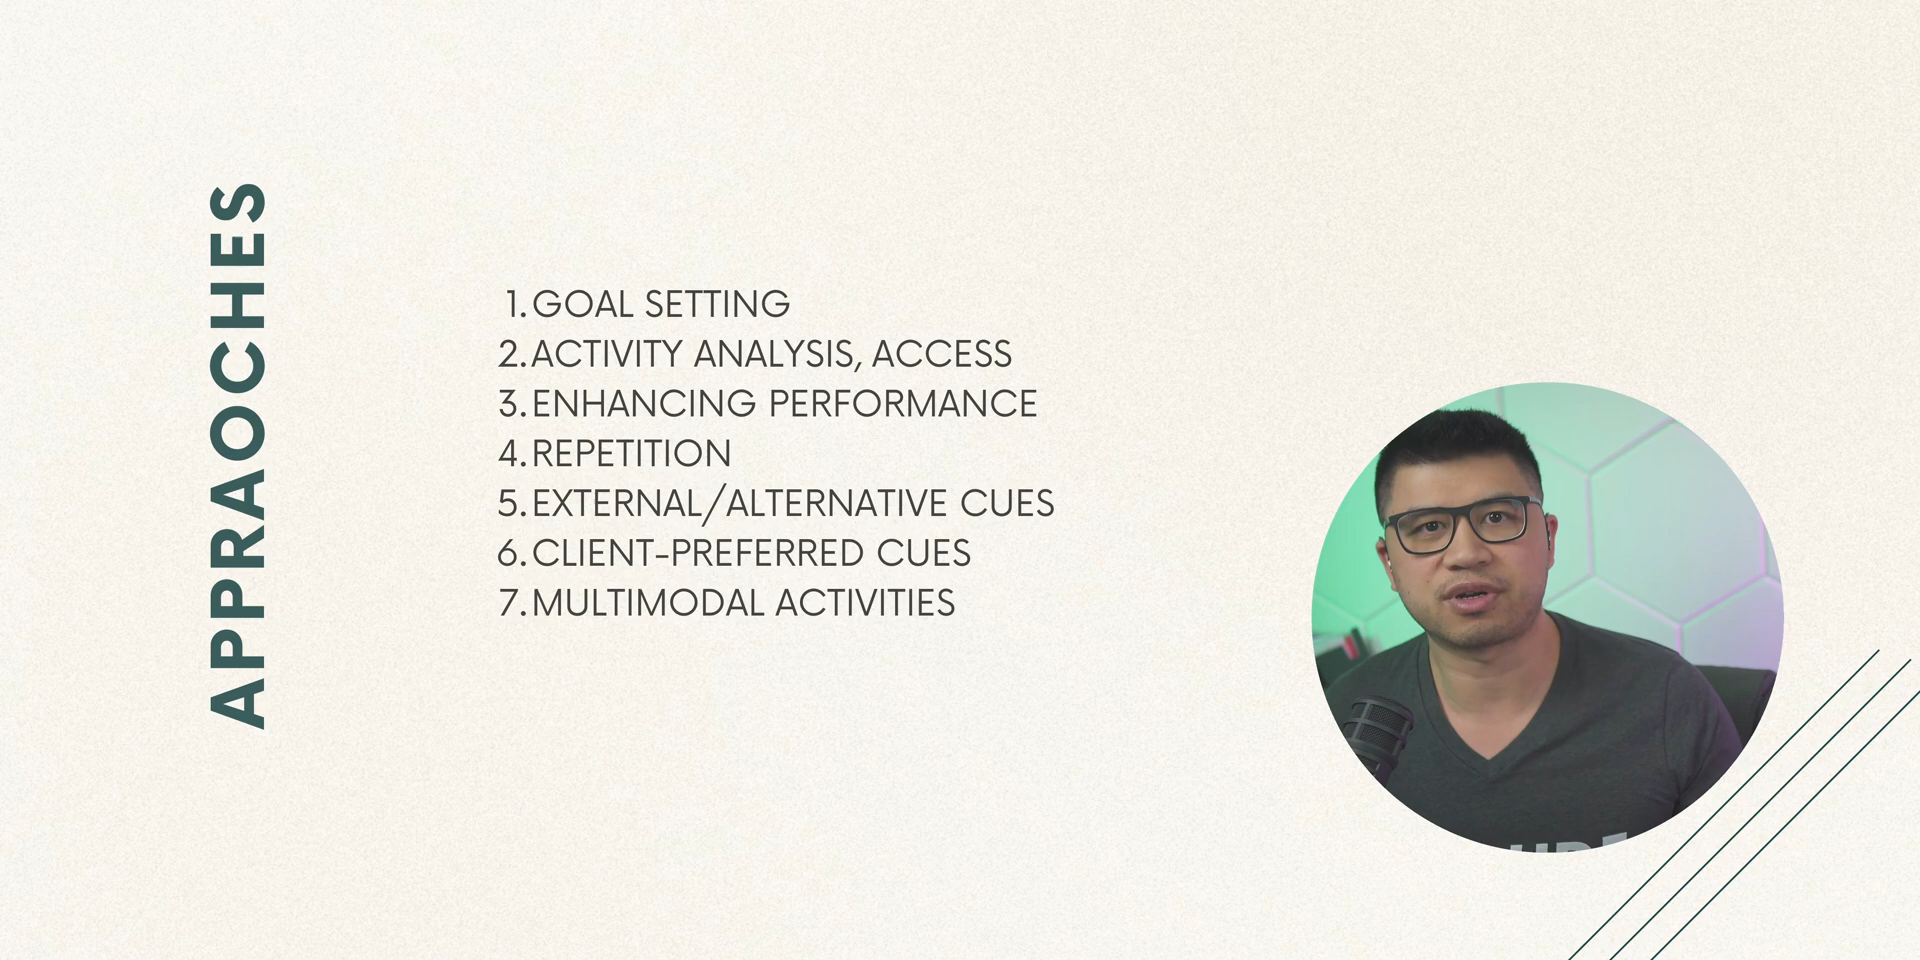 APPRAOCHES
1. GOAL SETTING
2. ACTIVITY ANALYSIS, ACCESS
3. ENHANCING PERFORMANCE
4. REPETITION
5. EXTERNAL/ALTERNATIVE CUES
6. CLIENT-PREFERRED CUES
7. MULTIMODAL ACTIVITIES